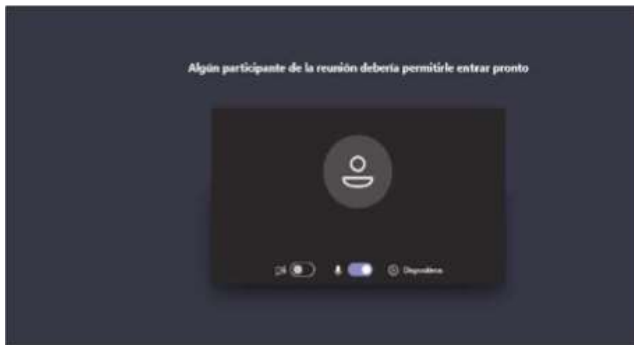 Algún participante de la reunión debería permitirle entrar pronto
Dispositivos